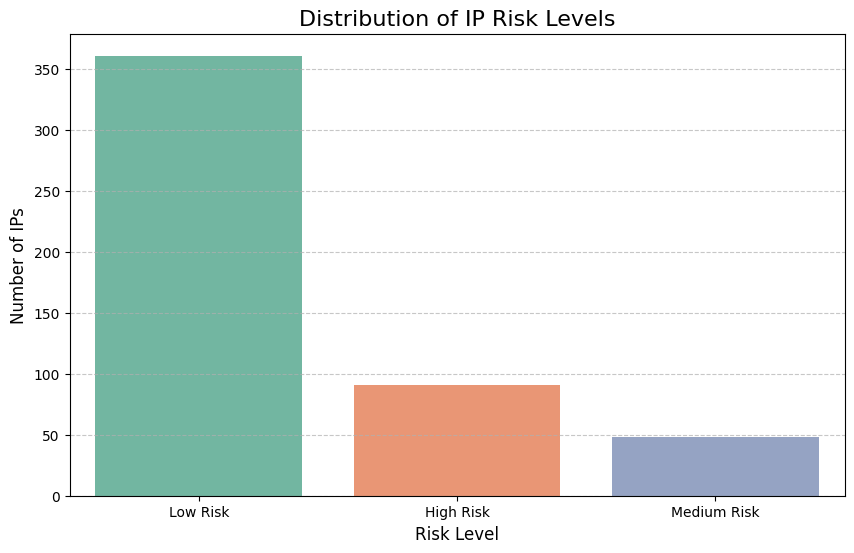 Distribution of IP Risk Levels
Number of IPs
350
300
250
200
150
100
50
0
Low Risk
High Risk
Medium Risk
Risk Level